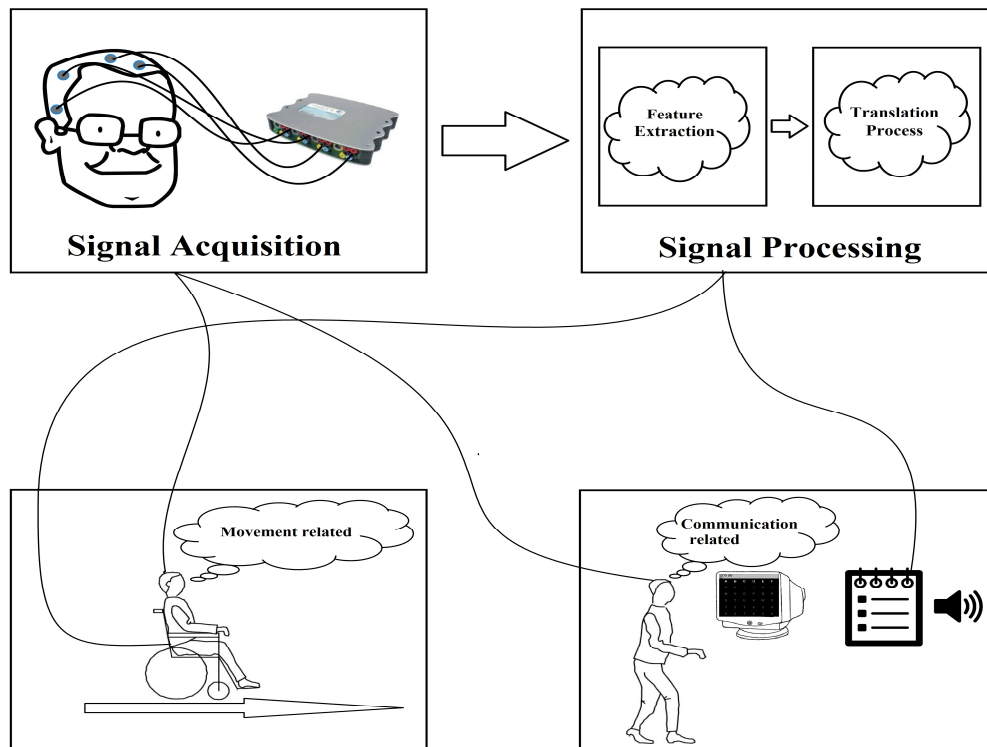 Feature
Extraction
Translation
Process
Signal Acquisition
Signal Processing
Movement related
Communication
related